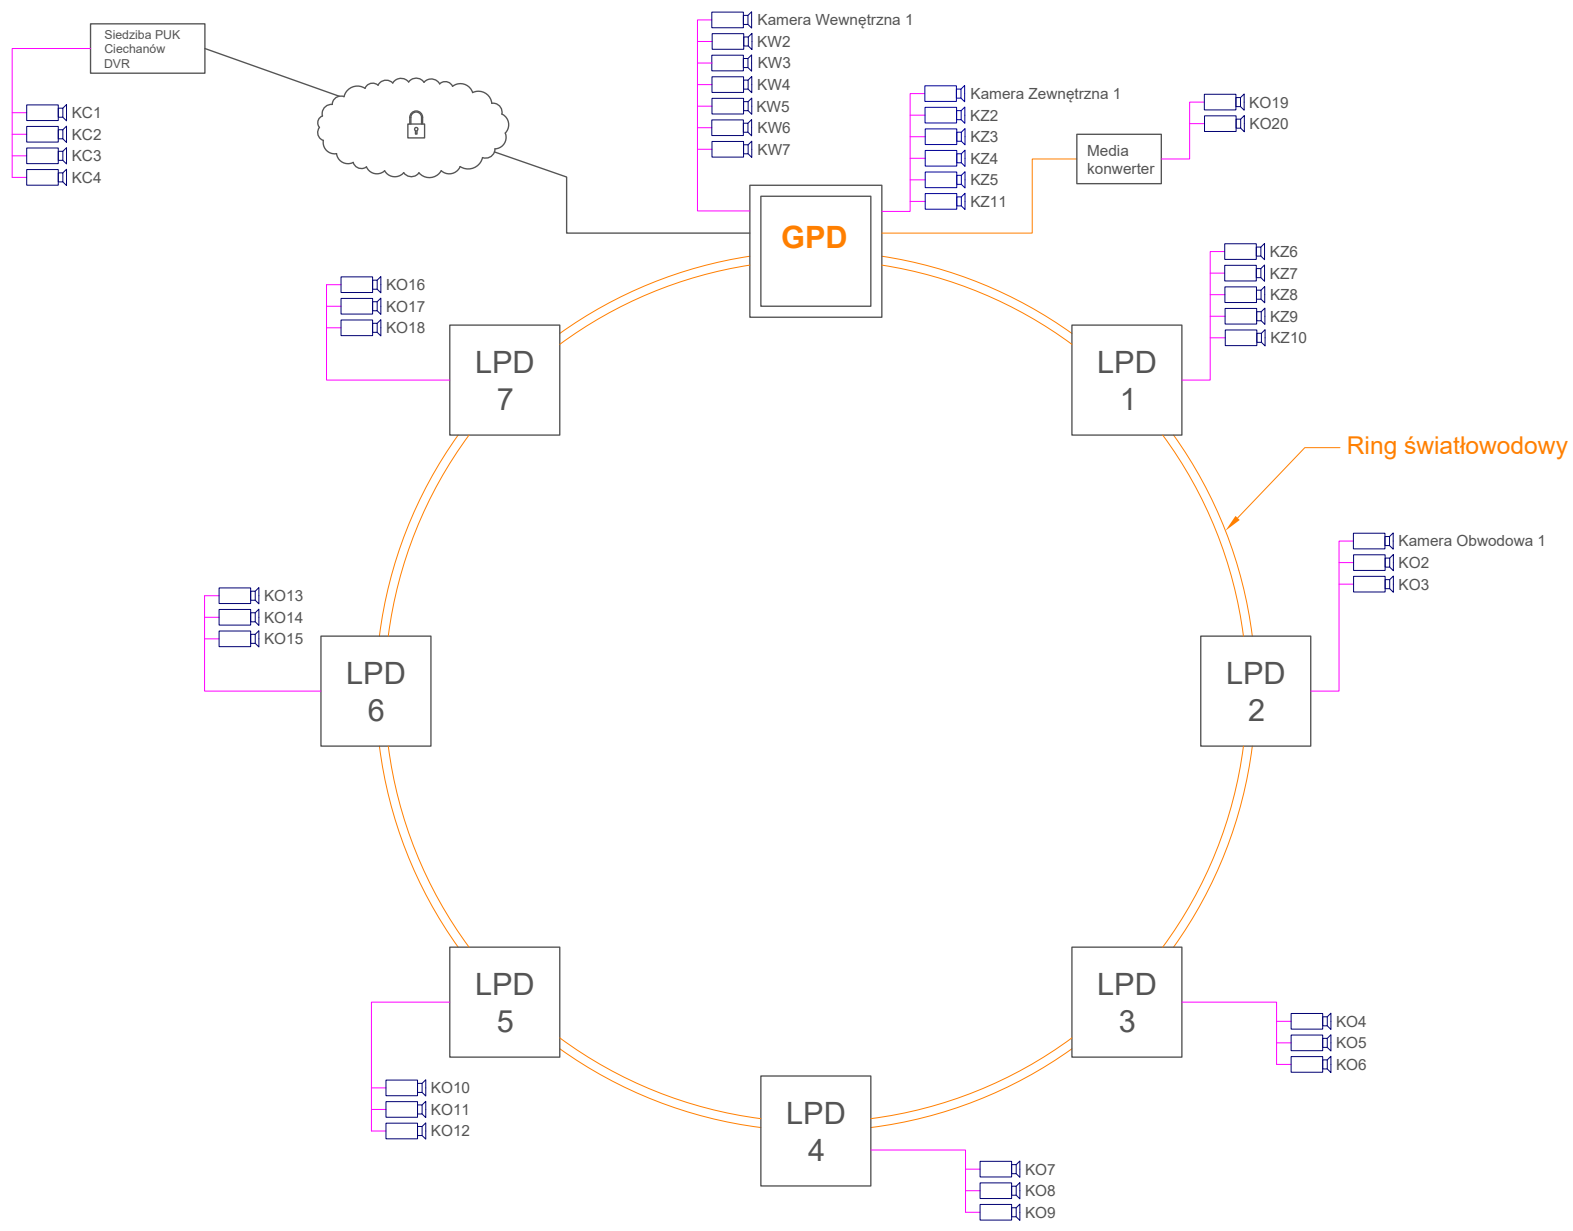 Siedziba PUK
Ciechanów
DVR
KC1
KC2
KC3
KC4
Kamera Wewnętrzna 1
KW2
KW3
KW4
KW5
KW6
KW7
Kamera Zewnętrzna 1
KZ2
KZ3
KZ4
KZ5
KZ11
Media
konwerter
KO19
KO20
GPD
KZ6
KZ7
KZ8
KZ9
KZ10
LPD
1
Ring światłowodowy
Kamera Obwodowa 1
KO2
KO3
LPD
2
LPD
3
KO4
KO5
KO6
LPD
4
KO7
KO8
KO9
LPD
5
KO10
KO11
KO12
KO13
KO14
KO15
LPD
6
KO16
KO17
KO18
LPD
7